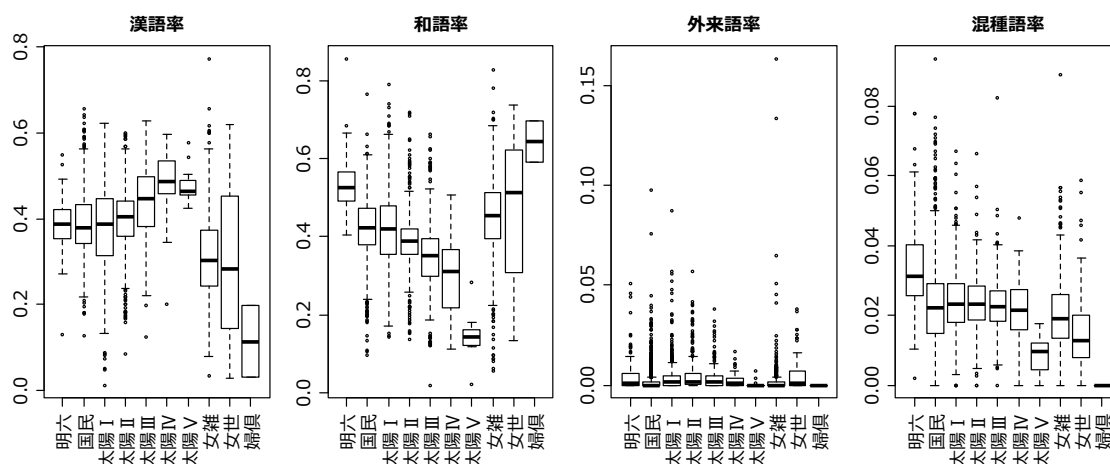 漢語率
0.8
0.6
0.4
0.2
0.0
明六
国民
太陽Ⅰ
太陽Ⅱ
太陽Ⅲ
太陽Ⅳ
太陽Ⅴ
女雑
女世
婦倶
和語率
0.8
0.6
0.4
0.2
0.0
明六
国民
太陽Ⅰ
太陽Ⅱ
太陽Ⅲ
太陽Ⅳ
太陽Ⅴ
女雑
女世
婦倶
外来語率
0.15
0.10
0.05
0.00
明六
国民
太陽Ⅰ
太陽Ⅱ
太陽Ⅲ
太陽Ⅳ
太陽Ⅴ
女雑
女世
婦倶
混種語率
0.08
0.06
0.04
0.02
0.00
明六
国民
太陽Ⅰ
太陽Ⅱ
太陽Ⅲ
太陽Ⅳ
太陽Ⅴ
女雑
女世
婦倶